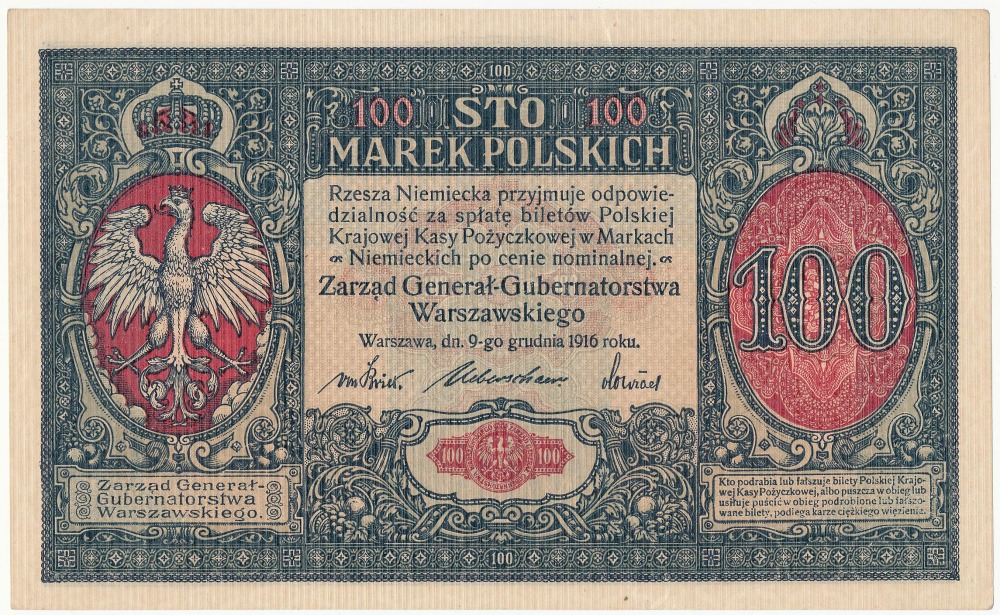 100
100 STO 100
MAREK POLSKICH
Rzesza Niemiecka przyjmuje odpowie-
dzialność za spłatę biletów Polskiej
Krajowej Kasy Pożyczkowej w Markach
Niemieckich po cenie nominalnej.
Zarząd Generał-Gubernatorstwa
Warszawskiego
Warszawa, dn. 9-go grudnia 1916 roku.
100
100 100
Zarząd Generał-
Gubernatorstwa
Warszawskiego.
Kto podrabia lub fałszuje bilety Polskiej Krajo-
wej Kasy Pożyczkowej, albo puszcza w obieg lub
usiłuje puścić w obieg podrobione lub fałszo-
wane bilety, podlega karze ciężkiego więzienia.
100